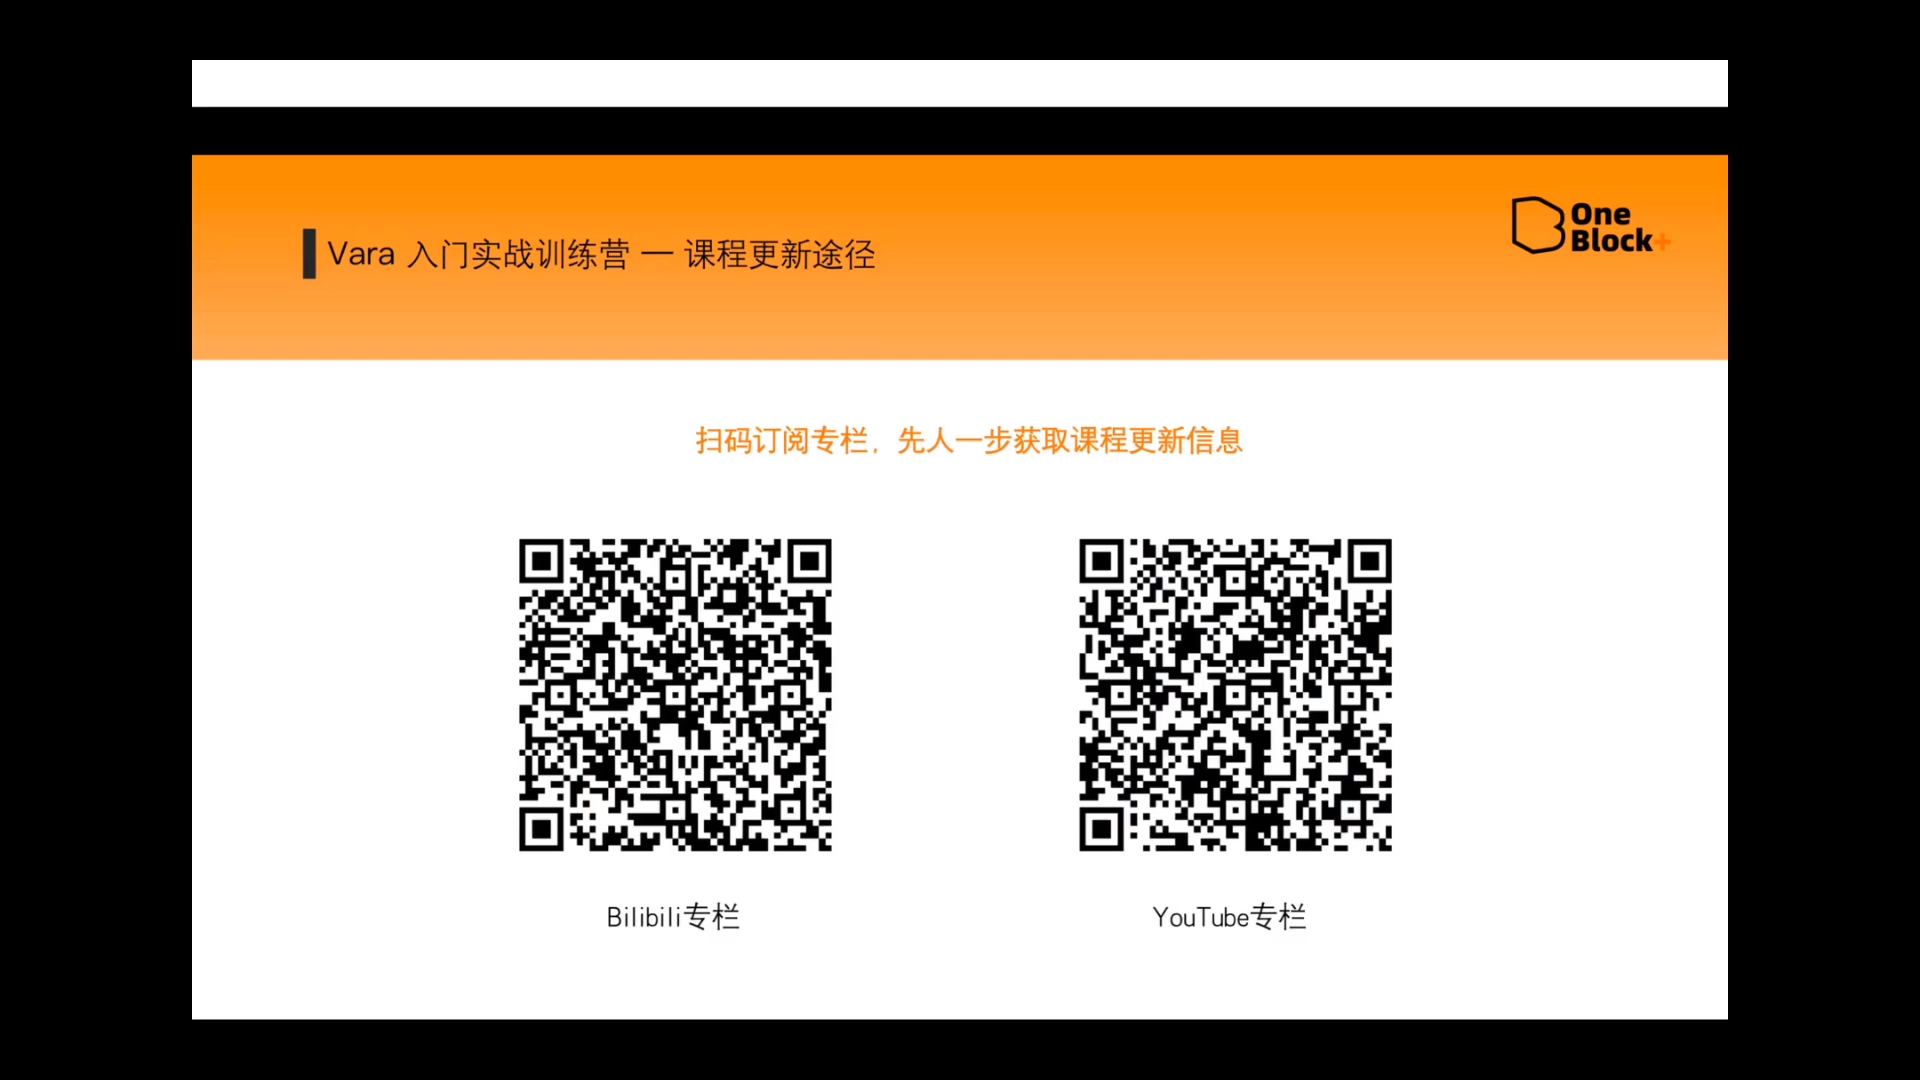 Vara 入门实战训练营 — 课程更新途径
One
Block+
扫码订阅专栏，先人一步获取课程更新信息
Bilibili专栏
YouTube专栏